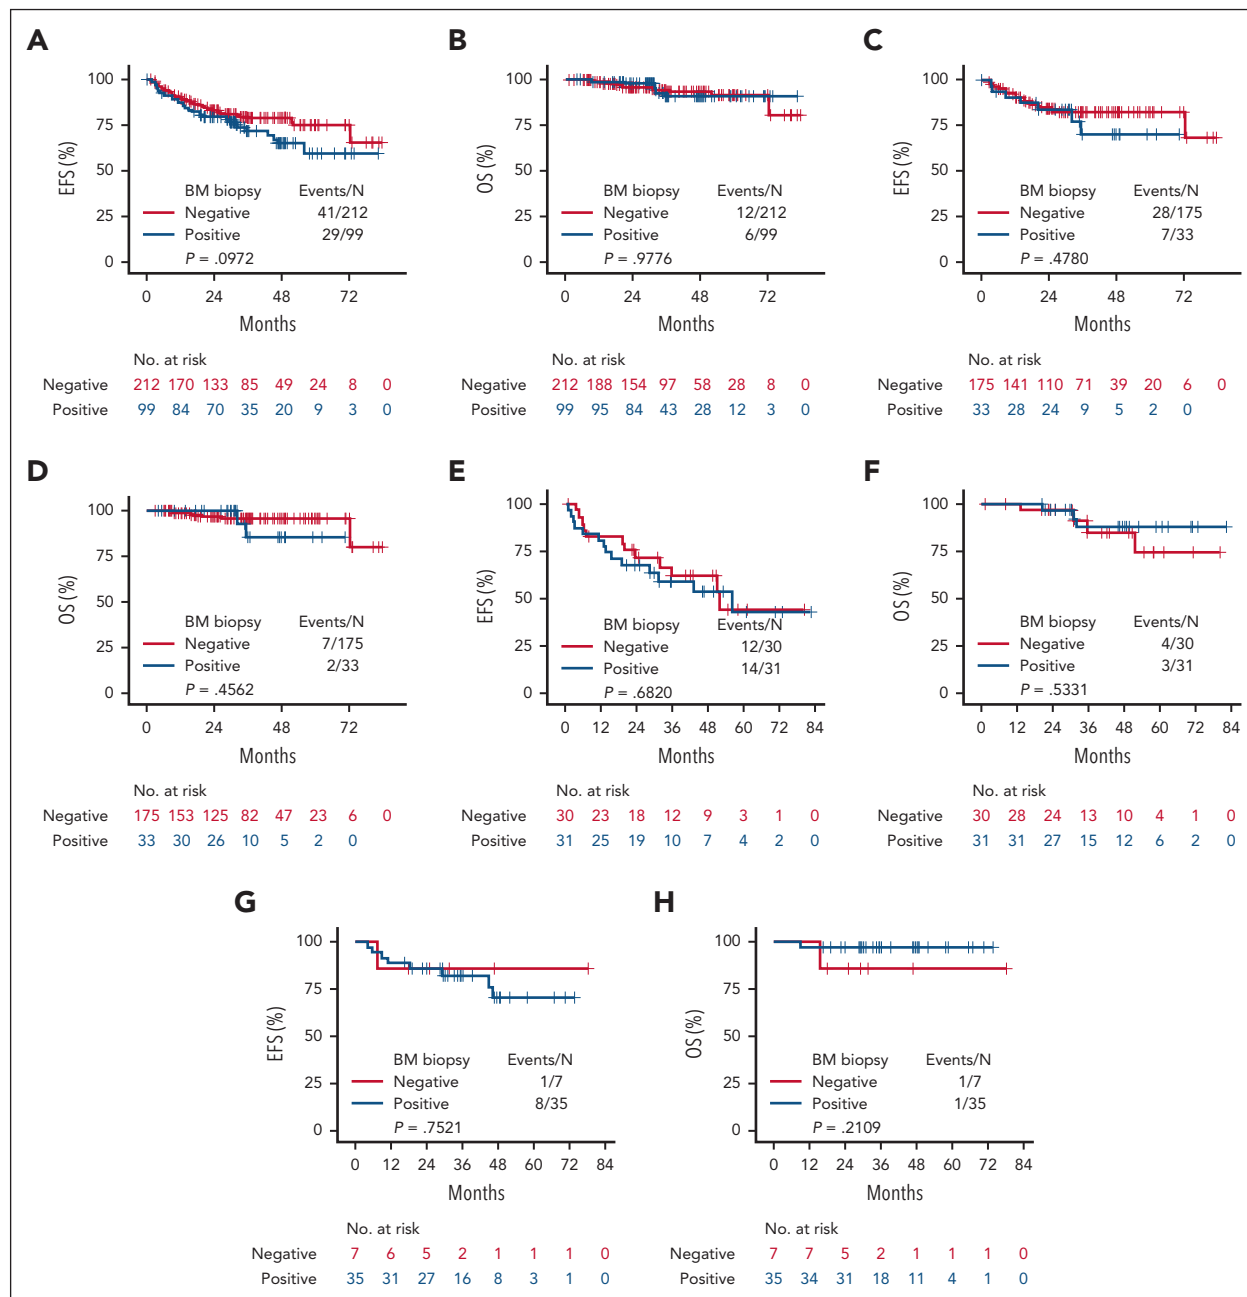 A
100
75
50
25
0
EFS (%)
BM biopsy Events/N
Negative 41/212
Positive 29/99
P = .0972
0 24 48 72
Months
No. at risk
Negative 212 170 133 85 49 24 8 0
Positive 99 84 70 35 20 9 3 0
B
100
75
50
25
0
OS (%)
BM biopsy Events/N
Negative 12/212
Positive 6/99
P = .9776
0 24 48 72
Months
No. at risk
Negative 212 188 154 97 58 28 8 0
Positive 99 95 84 43 28 12 3 0
C
100
75
50
25
0
EFS (%)
BM biopsy Events/N
Negative 28/175
Positive 7/33
P = .4780
0 24 48 72
Months
No. at risk
Negative 175 141 110 71 39 20 6 0
Positive 33 28 24 9 5 2 0
D
100
75
50
25
0
OS (%)
BM biopsy Events/N
Negative 7/175
Positive 2/33
P = .4562
0 24 48 72
Months
No. at risk
Negative 175 153 125 82 47 23 6 0
Positive 33 30 26 10 5 2 0
E
100
75
50
25
0
EFS (%)
BM biopsy Events/N
Negative 12/30
Positive 14/31
P = .6820
0 12 24 36 48 60 72 84
Months
No. at risk
Negative 30 23 18 12 9 3 1 0
Positive 31 25 19 10 7 4 2 0
F
100
75
50
25
0
OS (%)
BM biopsy Events/N
Negative 4/30
Positive 3/31
P = .5331
0 12 24 36 48 60 72 84
Months
No. at risk
Negative 30 28 24 13 10 4 1 0
Positive 31 31 27 15 12 6 2 0
G
100
75
50
25
0
EFS (%)
BM biopsy Events/N
Negative 1/7
Positive 8/35
P = .7521
0 12 24 36 48 60 72 84
Months
No. at risk
Negative 7 6 5 2 1 1 1 0
Positive 35 31 27 16 8 3 1 0
H
100
75
50
25
0
OS (%)
BM biopsy Events/N
Negative 1/7
Positive 1/35
P = .2109
0 12 24 36 48 60 72 84
Months
No. at risk
Negative 7 7 5 2 1 1 1 0
Positive 35 34 31 18 11 4 1 0